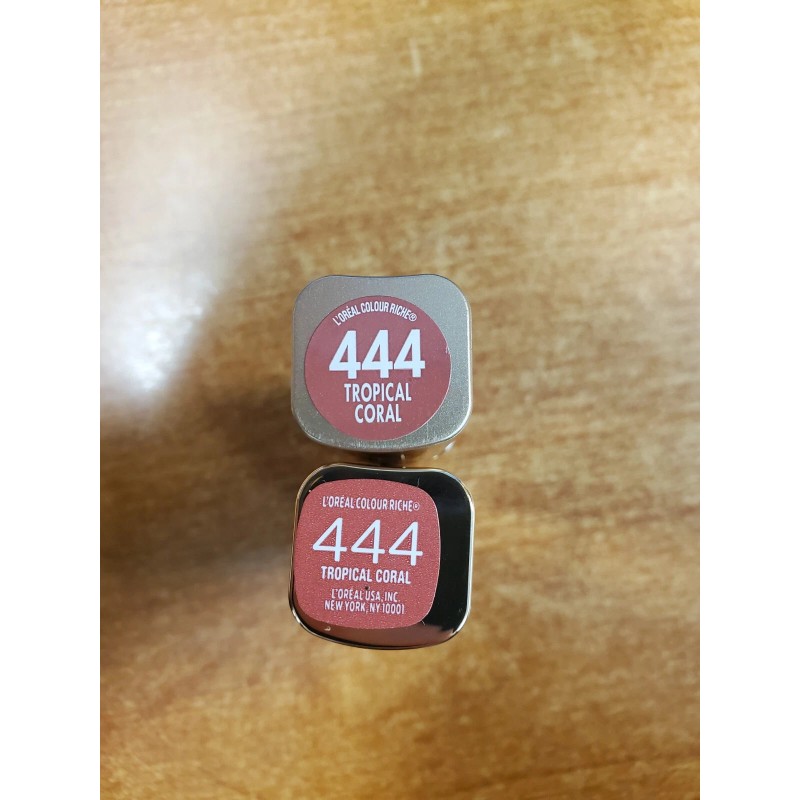 L'ORÉAL COLOUR RICHE®
444
TROPICAL
CORAL
L'ORÉAL COLOUR RICHE®
444
TROPICAL CORAL
L'ORÉAL USA, INC.
NEW YORK, NY 10001